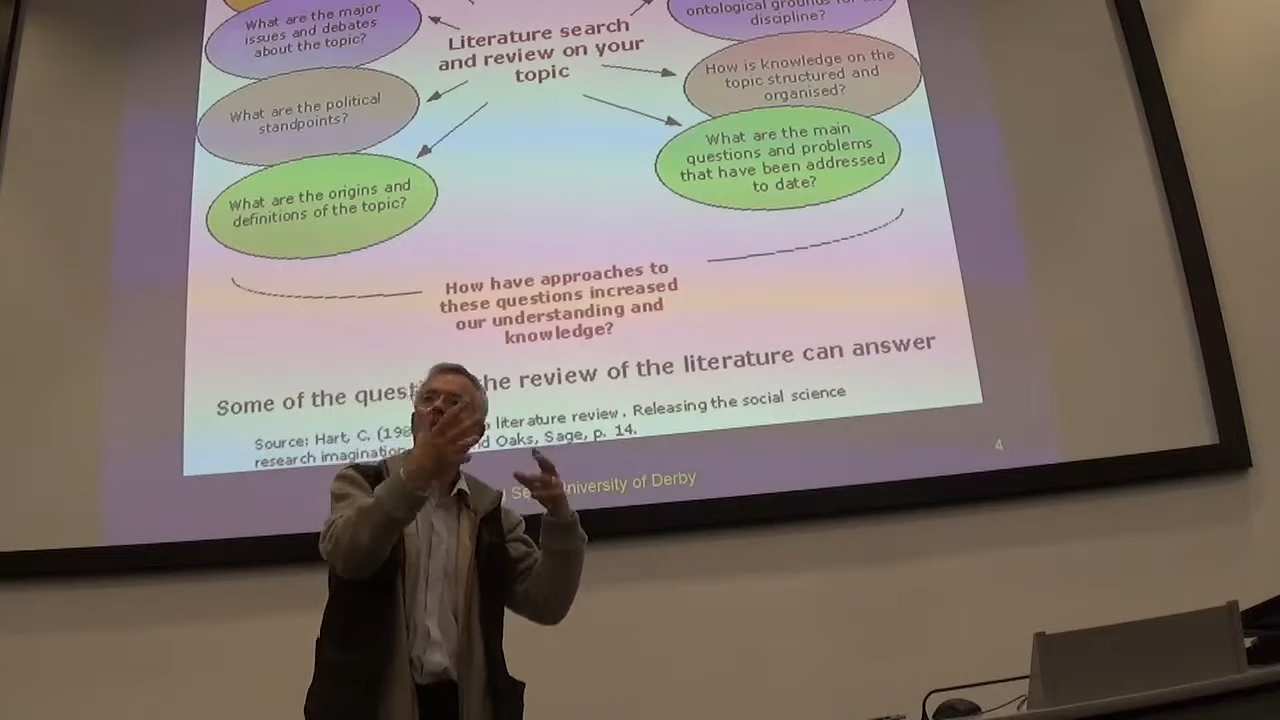 What are the major
issues and debates
about the topic?
What are the political
standpoints?
What are the origins and
definitions of the topic?
Literature search
and review on your
topic
ontological grounds for the
discipline?
How is knowledge on the
topic structured and
organised?
What are the main
questions and problems
that have been addressed
to date?
How have approaches to
these questions increased
our understanding and
knowledge?
Some of the the review of the literature can answer
Source: Hart, C. literature review. Releasing the social science
research imagination Oaks, Sage, p. 14.
4
University of Derby